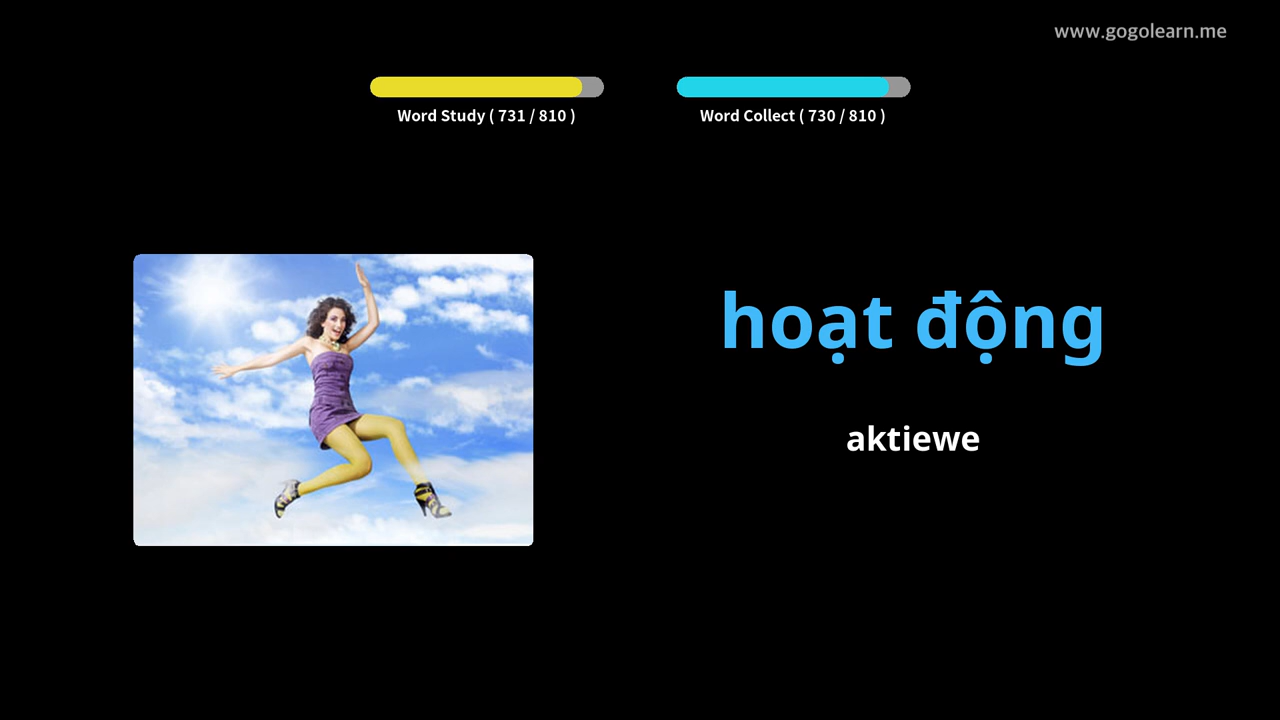 www.gogolearn.me
Word Study ( 731 / 810 )
Word Collect ( 730 / 810 )
hoạt động
aktiewe